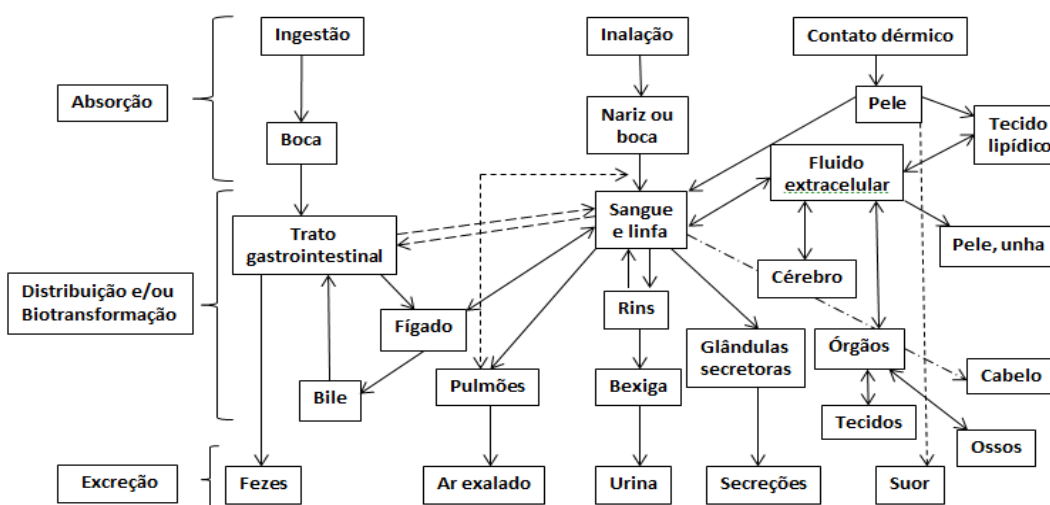 Ingestão
Inalação
Contato dérmico
Absorção
Boca
Nariz ou
boca
Pele
Tecido
lipídico
Fluido
extracelular
Trato
gastrointestinal
Sangue
e linfa
Pele, unha
Cérebro
Distribuição e/ou
Biotransformação
Fígado
Rins
Glândulas
secretoras
Órgãos
Cabelo
Bile
Pulmões
Bexiga
Tecidos
Ossos
Excreção
Fezes
Ar exalado
Urina
Secreções
Suor